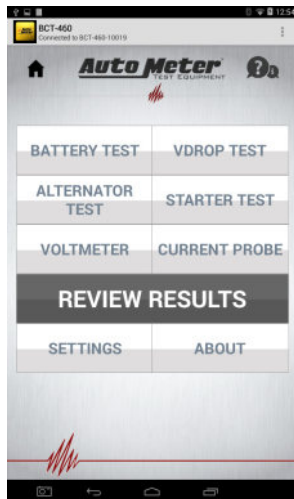 12:54
BCT-460
Connected to BCT-460-10019
Auto Meter
TEST EQUIPMENT
BATTERY TEST
VDROP TEST
ALTERNATOR
TEST
STARTER TEST
VOLTMETER
CURRENT PROBE
REVIEW RESULTS
SETTINGS
ABOUT